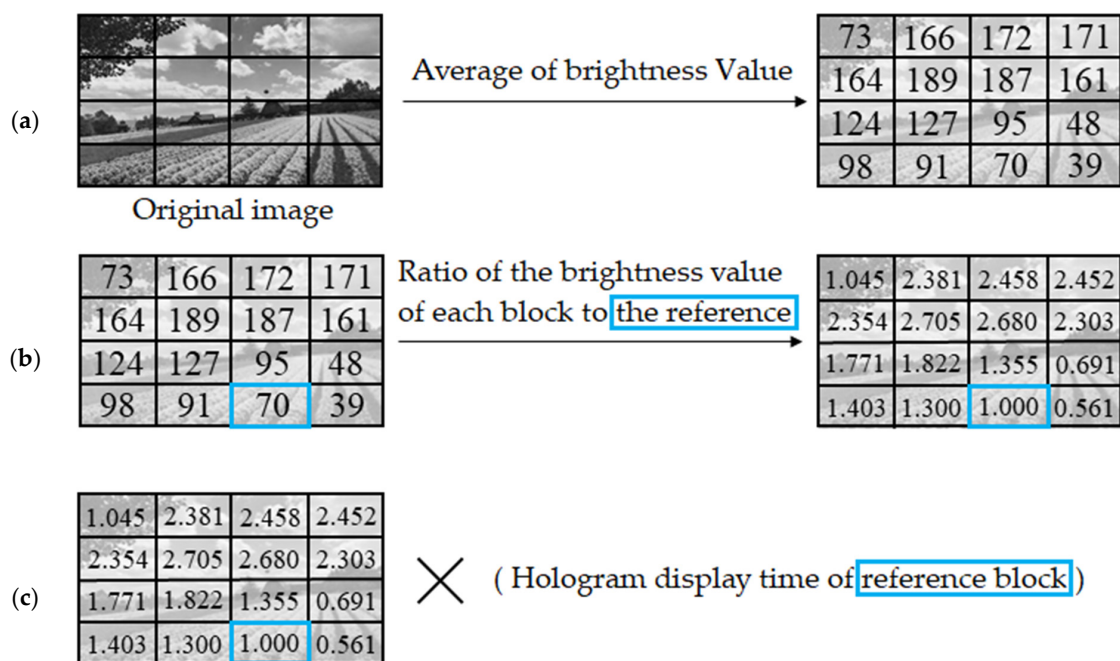 (a)
Average of brightness Value
73 166 172 171
164 189 187 161
124 127 95 48
98 91 70 39
Original image
(b)
73 166 172 171
164 189 187 161
124 127 95 48
98 91 70 39
Ratio of the brightness value
of each block to the reference
1.045 2.381 2.458 2.452
2.354 2.705 2.680 2.303
1.771 1.822 1.355 0.691
1.403 1.300 1.000 0.561
(c)
1.045 2.381 2.458 2.452
2.354 2.705 2.680 2.303
1.771 1.822 1.355 0.691
1.403 1.300 1.000 0.561
× ( Hologram display time of reference block )